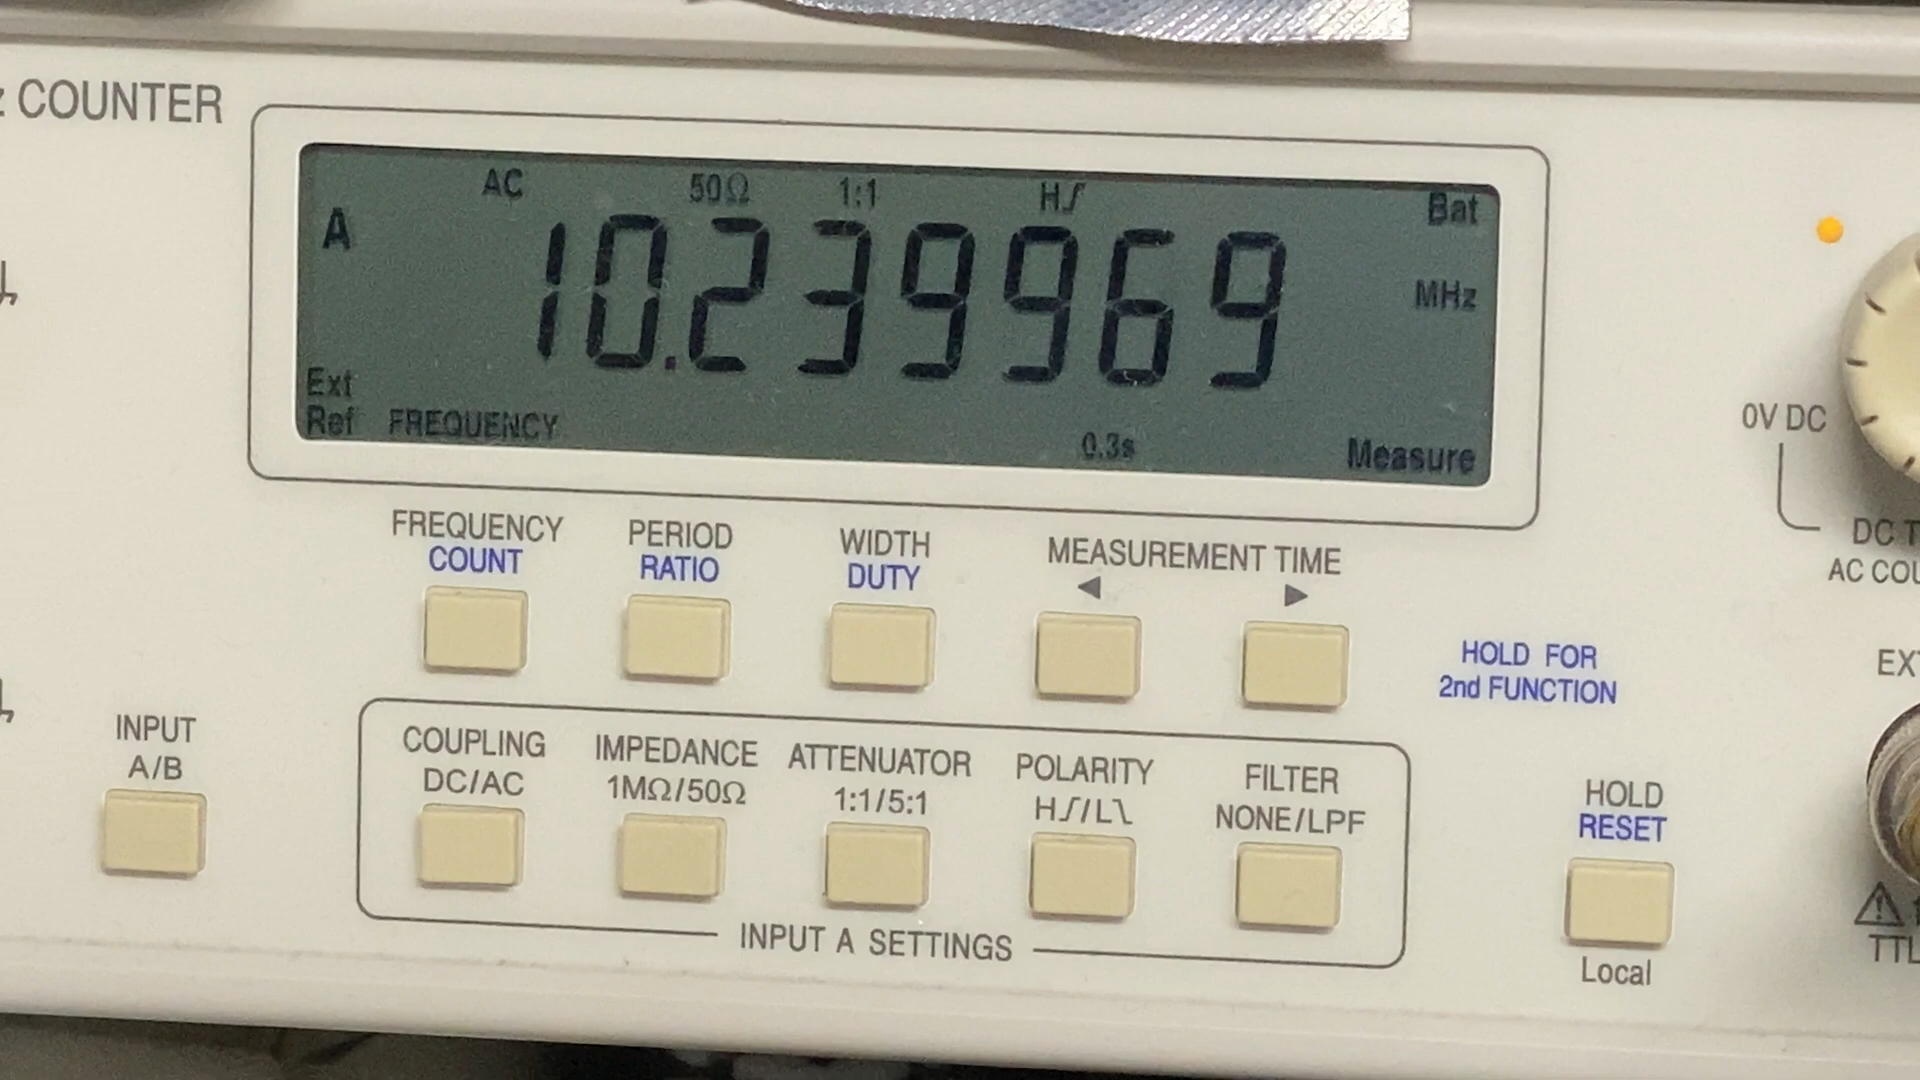 COUNTER
AC 50Ω 1:1 H Bat
A
10.239969 MHz
Ext
Ref FREQUENCY 0.3s Measure
0V DC
FREQUENCY PERIOD WIDTH MEASUREMENT TIME
COUNT RATIO DUTY ◀ ▶
AC
HOLD FOR
2nd FUNCTION
INPUT
A/B
COUPLING IMPEDANCE ATTENUATOR POLARITY FILTER
DC/AC 1MΩ/50Ω 1:1/5:1 H/L NONE/LPF
INPUT A SETTINGS
HOLD
RESET
Local
TTL